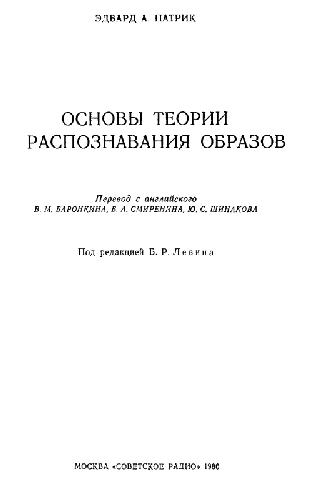 ЭДВАРД А. ПАТРИК
ОСНОВЫ ТЕОРИИ
РАСПОЗНАВАНИЯ ОБРАЗОВ
Перевод с английского
В. М. БАРОНКИНА, Б. А. СМИРЕНИНА, Ю. С. ШИНАКОВА
Под редакцией Б. Р. Левина
МОСКВА «СОВЕТСКОЕ РАДИО» 1980